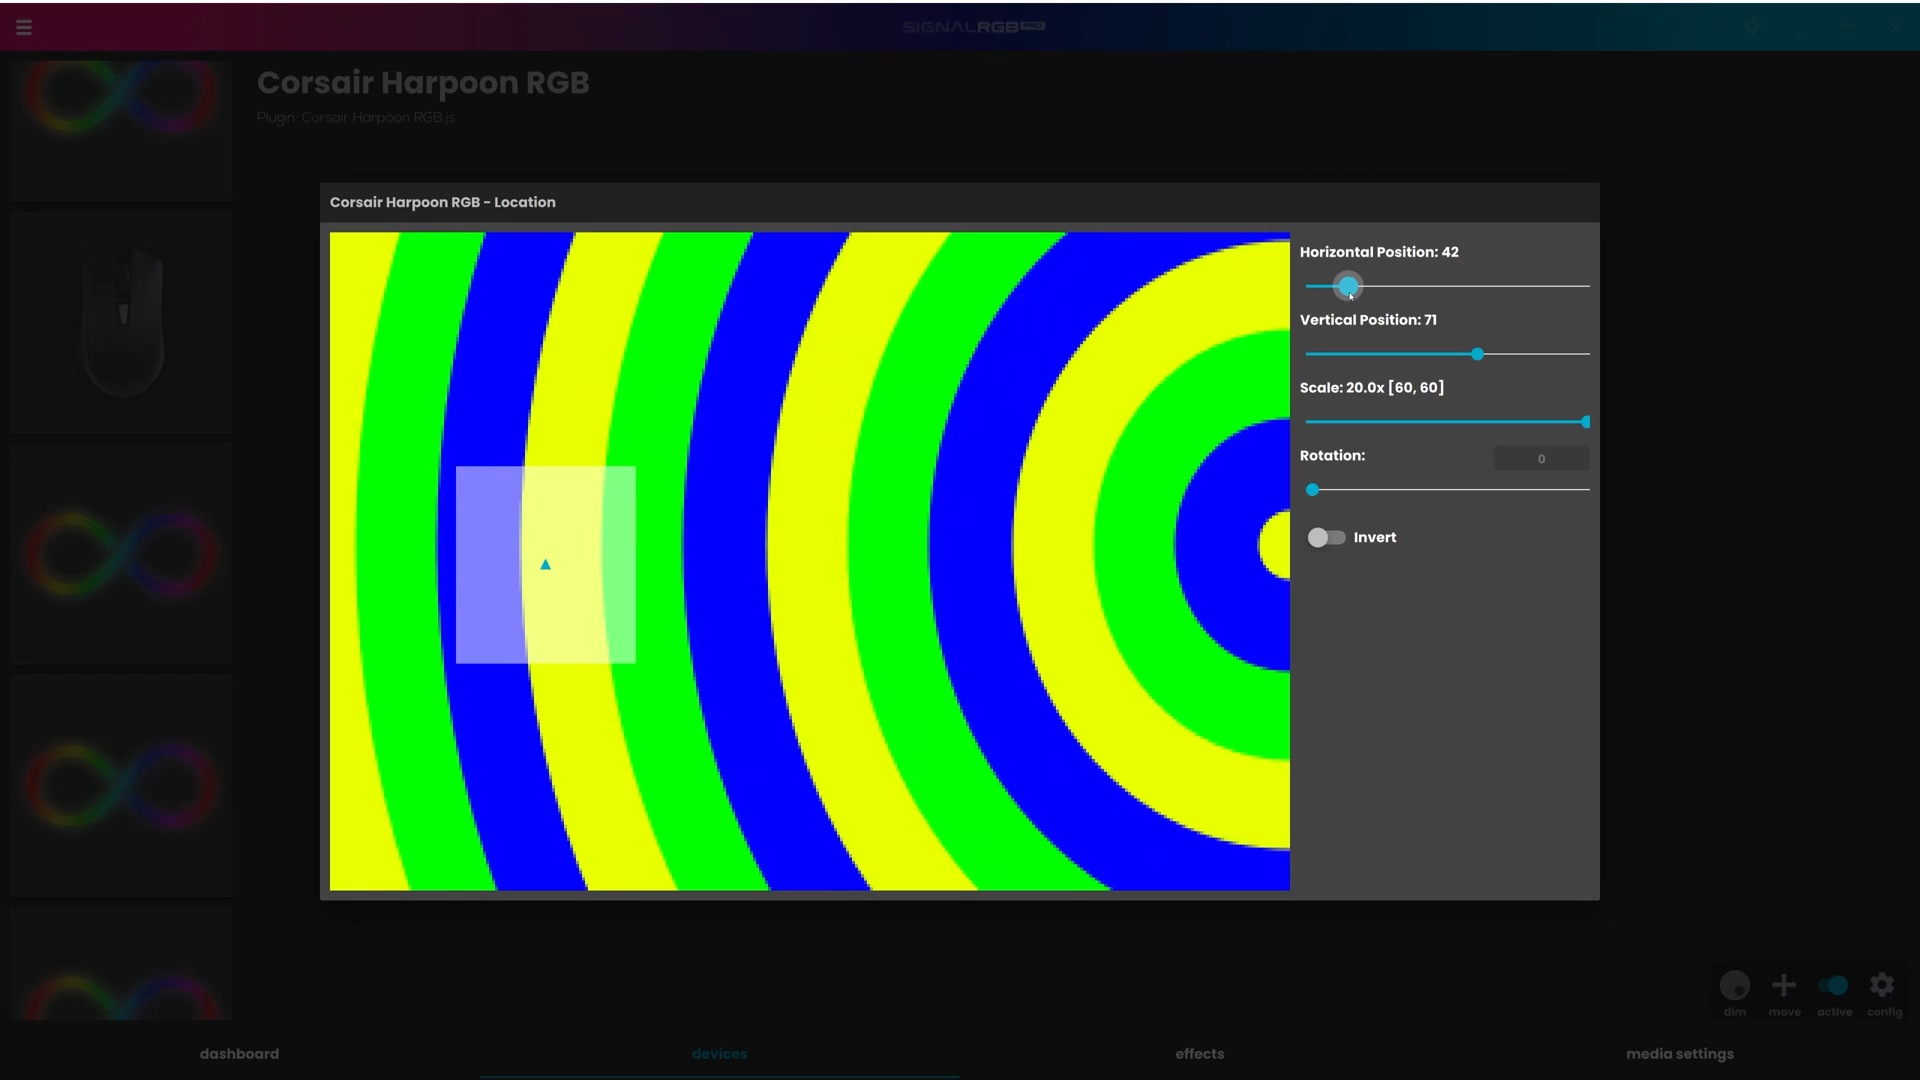 SIGNALRGB PRO
Corsair Harpoon RGB
Plugin: Corsair Harpoon RGB.js
Corsair Harpoon RGB - Location
Horizontal Position: 42
Vertical Position: 71
Scale: 20.0x [60, 60]
Rotation:
0
Invert
dim
move
active
config
dashboard
devices
effects
media settings